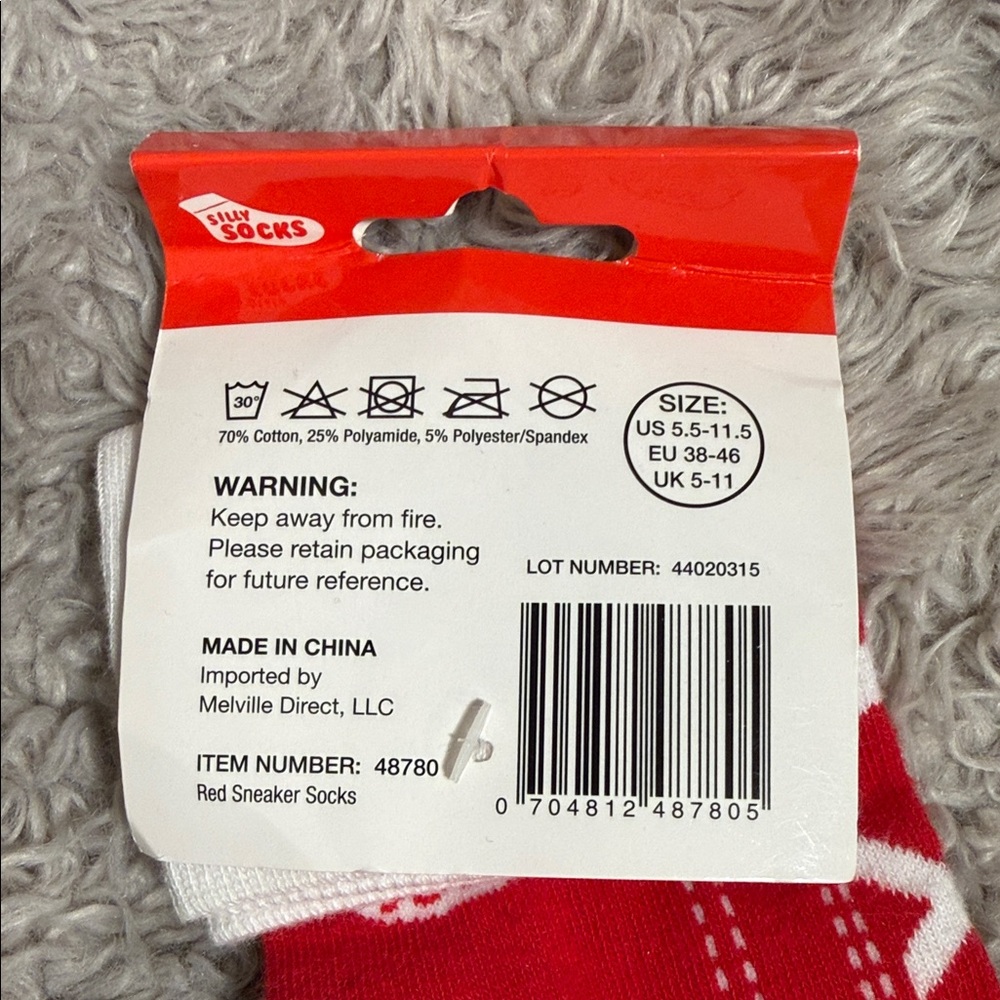 SILLY
SOCKS
30°
70% Cotton, 25% Polyamide, 5% Polyester/Spandex
SIZE:
US 5.5-11.5
EU 38-46
UK 5-11
WARNING:
Keep away from fire.
Please retain packaging
for future reference.
LOT NUMBER: 44020315
MADE IN CHINA
Imported by
Melville Direct, LLC
ITEM NUMBER: 48780
Red Sneaker Socks
0 704812 487805